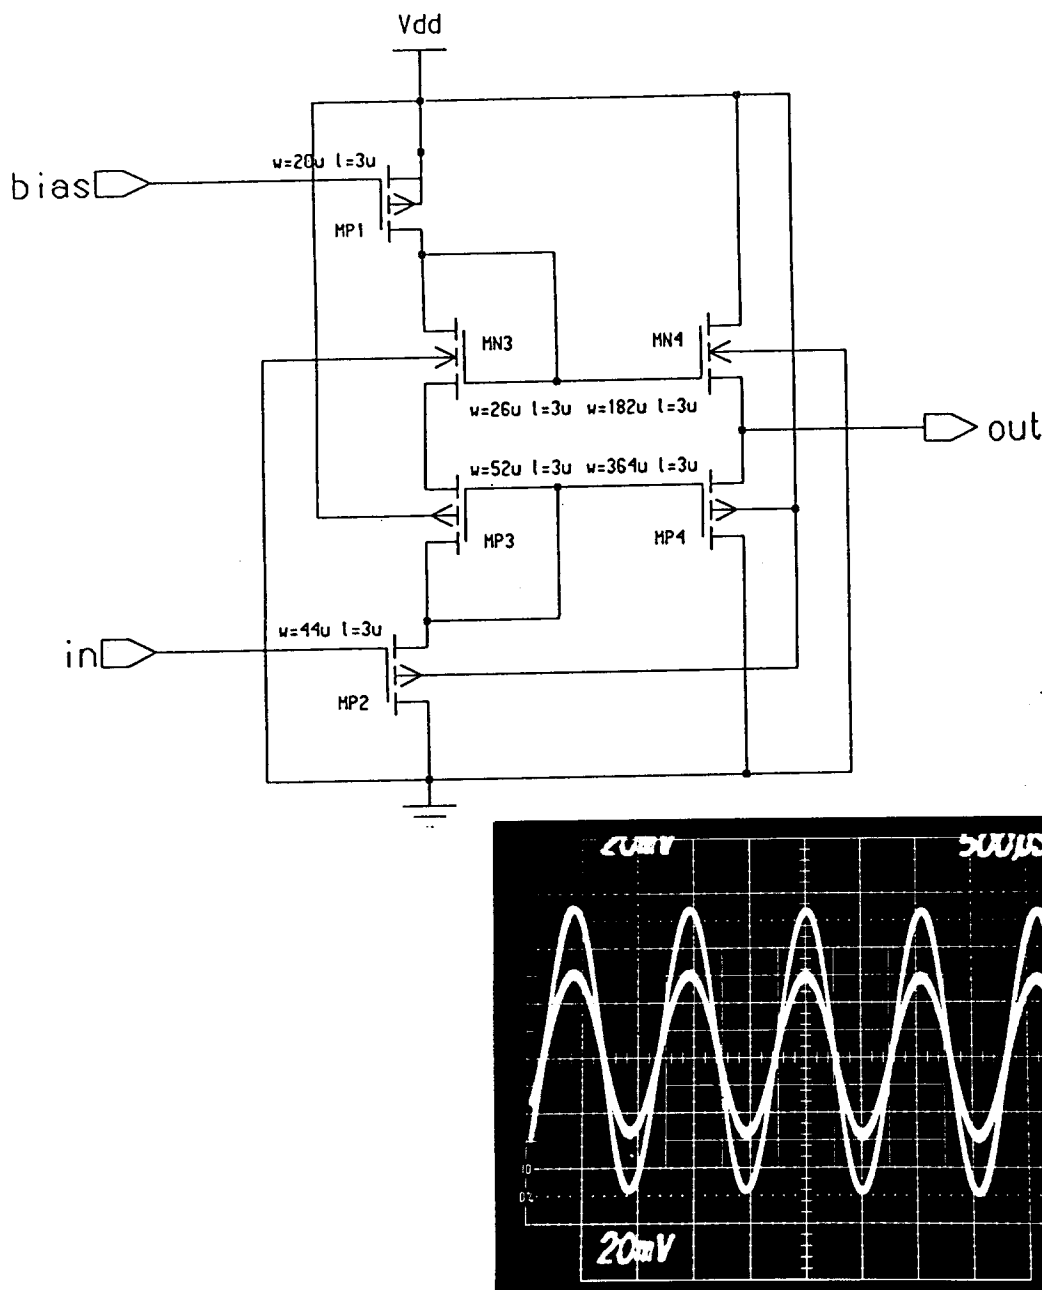 Vdd
w=20u l=3u
bias
MP1
MN3 MN4
w=26u l=3u w=182u l=3u
out
w=52u l=3u w=364u l=3u
MP3 MP4
w=44u l=3u
in
MP2
20mV 500µs
20mV